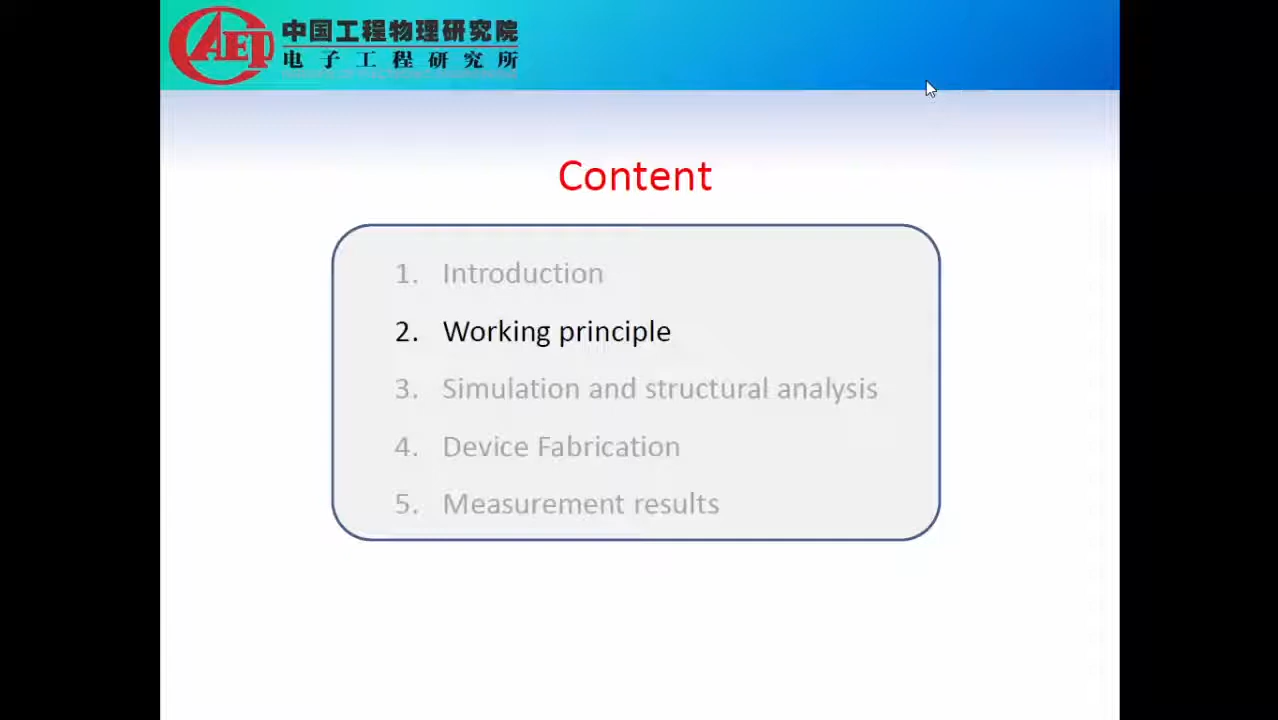 CAEP
中国工程物理研究院
电子工程研究所
Content
1. Introduction
2. Working principle
3. Simulation and structural analysis
4. Device Fabrication
5. Measurement results